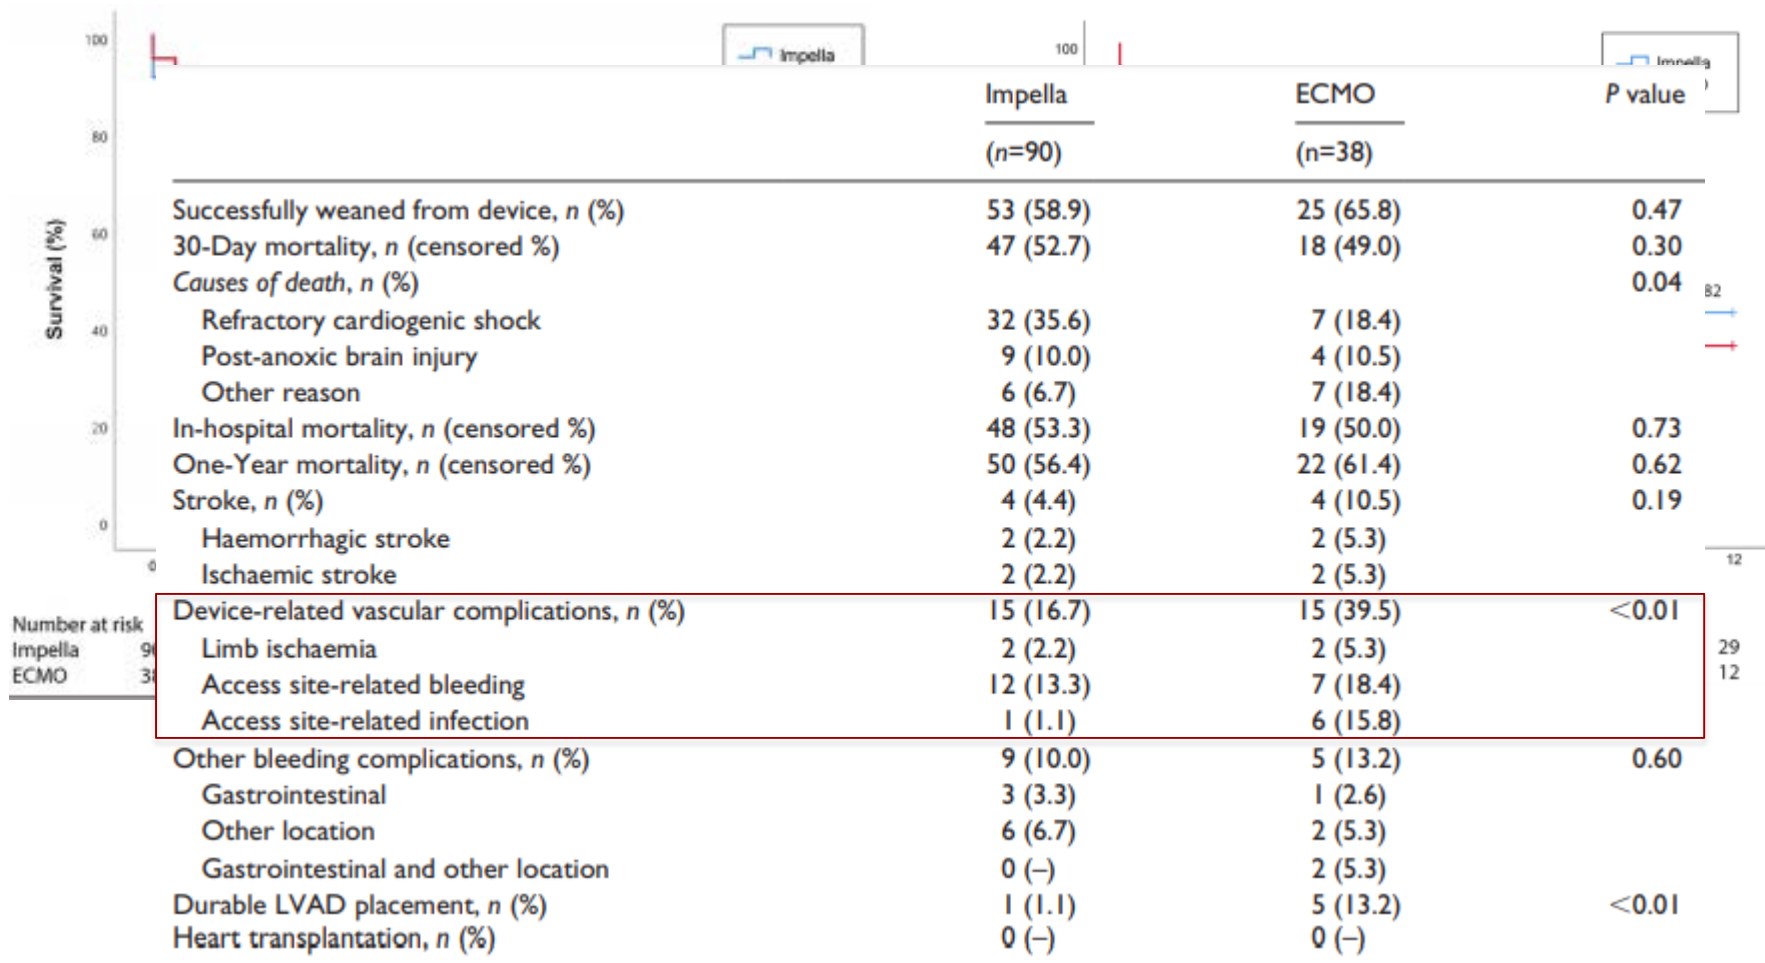 100
Impella
100
Impella
80
60
40
20
0
Survival (%)
Impella ECMO P value
(n=90) (n=38)
Successfully weaned from device, n (%) 53 (58.9) 25 (65.8) 0.47
30-Day mortality, n (censored %) 47 (52.7) 18 (49.0) 0.30
Causes of death, n (%) 0.04
82
Refractory cardiogenic shock 32 (35.6) 7 (18.4)
Post-anoxic brain injury 9 (10.0) 4 (10.5)
Other reason 6 (6.7) 7 (18.4)
In-hospital mortality, n (censored %) 48 (53.3) 19 (50.0) 0.73
One-Year mortality, n (censored %) 50 (56.4) 22 (61.4) 0.62
Stroke, n (%) 4 (4.4) 4 (10.5) 0.19
Haemorrhagic stroke 2 (2.2) 2 (5.3)
Ischaemic stroke 2 (2.2) 2 (5.3)
12
Device-related vascular complications, n (%) 15 (16.7) 15 (39.5) <0.01
Limb ischaemia 2 (2.2) 2 (5.3)
Access site-related bleeding 12 (13.3) 7 (18.4)
Access site-related infection 1 (1.1) 6 (15.8)
Number at risk
Impella 29
ECMO 12
Other bleeding complications, n (%) 9 (10.0) 5 (13.2) 0.60
Gastrointestinal 3 (3.3) 1 (2.6)
Other location 6 (6.7) 2 (5.3)
Gastrointestinal and other location 0 (–) 2 (5.3)
Durable LVAD placement, n (%) 1 (1.1) 5 (13.2) <0.01
Heart transplantation, n (%) 0 (–) 0 (–)